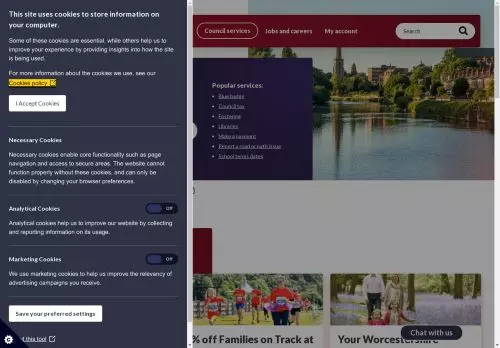 This site uses cookies to store information on
your computer.
Some of these cookies are essential, while others help us to
improve your experience by providing insights into how the site
is being used.
For more information about the cookies we use, see our
Cookies policy
I Accept Cookies
Necessary Cookies
Necessary cookies enable core functionality such as page
navigation and access to secure areas. The website cannot
function properly without these cookies, and can only be
disabled by changing your browser preferences.
Analytical Cookies
Off
Analytical cookies help us to improve our website by collecting
and reporting information on its usage.
Marketing Cookies
Off
We use marketing cookies to help us improve the relevancy of
advertising campaigns you receive.
Save your preferred settings
this tool
Council services
Jobs and careers
My account
Search
Popular services:
Blue badge
Council tax
Fostering
Libraries
Make a payment
Report a road or path issue
School terms dates
% off Families on Track at
Your Worcestershire
Chat with us